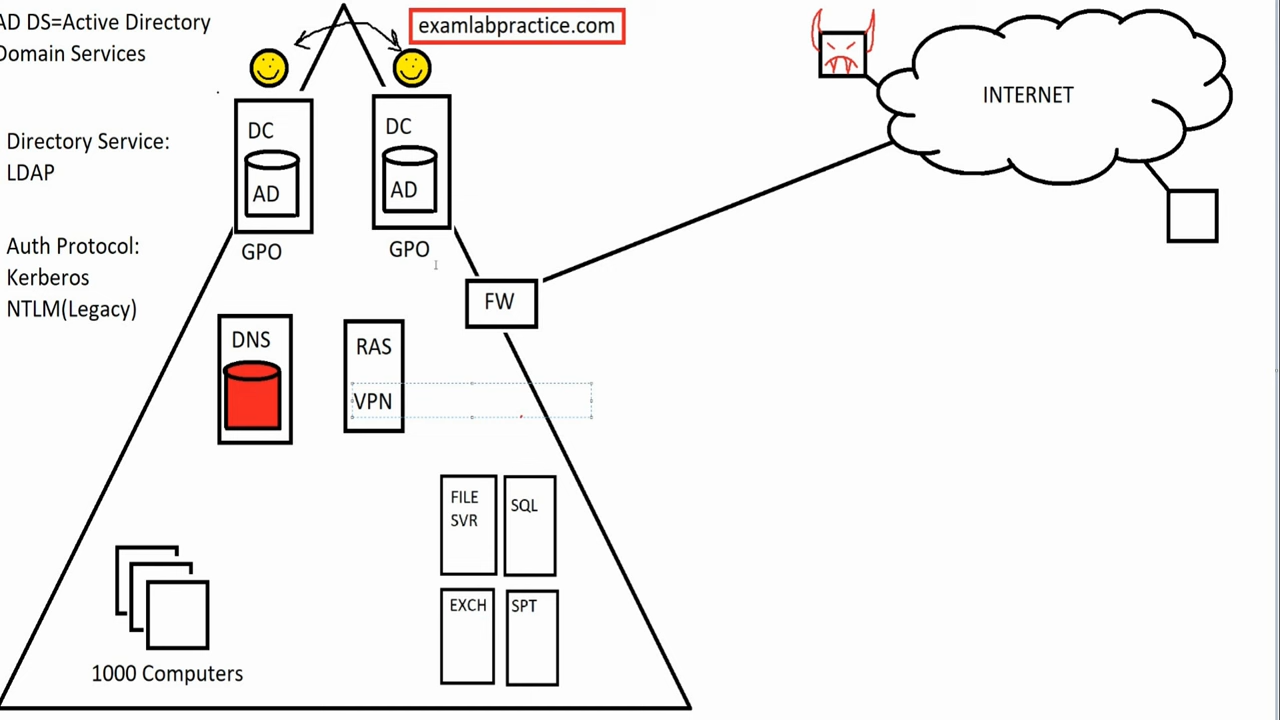 AD DS=Active Directory
Domain Services
examlabpractice.com
INTERNET
Directory Service:
LDAP
Auth Protocol:
Kerberos
NTLM(Legacy)
DC
AD
GPO
DC
AD
GPO
FW
DNS
RAS
VPN
FILE
SVR
SQL
EXCH
SPT
1000 Computers